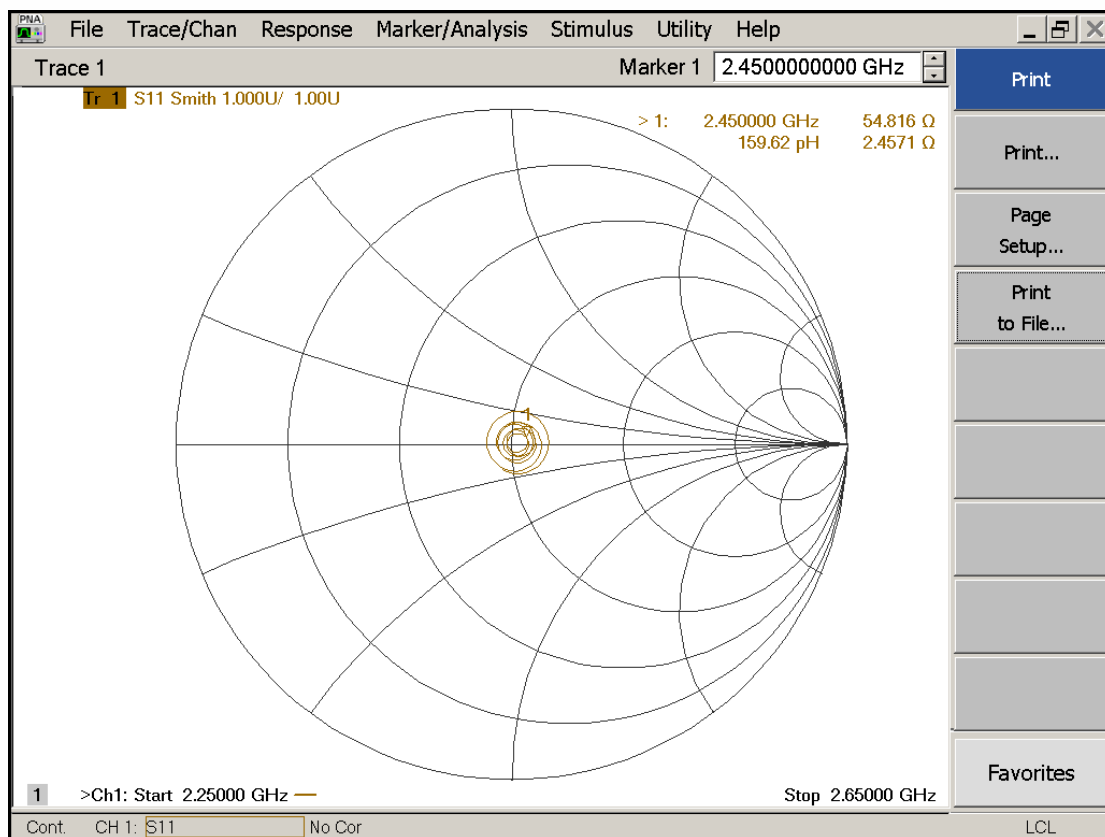 PNA File Trace/Chan Response Marker/Analysis Stimulus Utility Help
Trace 1 Marker 1 2.4500000000 GHz
Print
Tr 1 S11 Smith 1.000U/ 1.00U
> 1: 2.450000 GHz 54.816 Ω
159.62 pH 2.4571 Ω
Print...
Page
Setup...
Print
to File...
1
Favorites
1 >Ch1: Start 2.25000 GHz Stop 2.65000 GHz
Cont. CH 1: S11 No Cor LCL